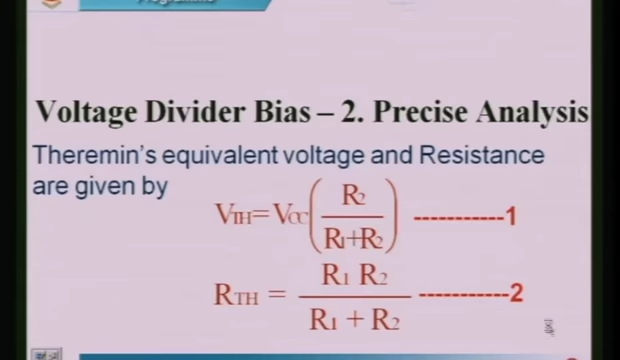 Programme
Voltage Divider Bias – 2. Precise Analysis
Theremin's equivalent voltage and Resistance
are given by
VTH=VCC(R2/(R1+R2)) -----------1
RTH = R1 R2/(R1 + R2) -----------2